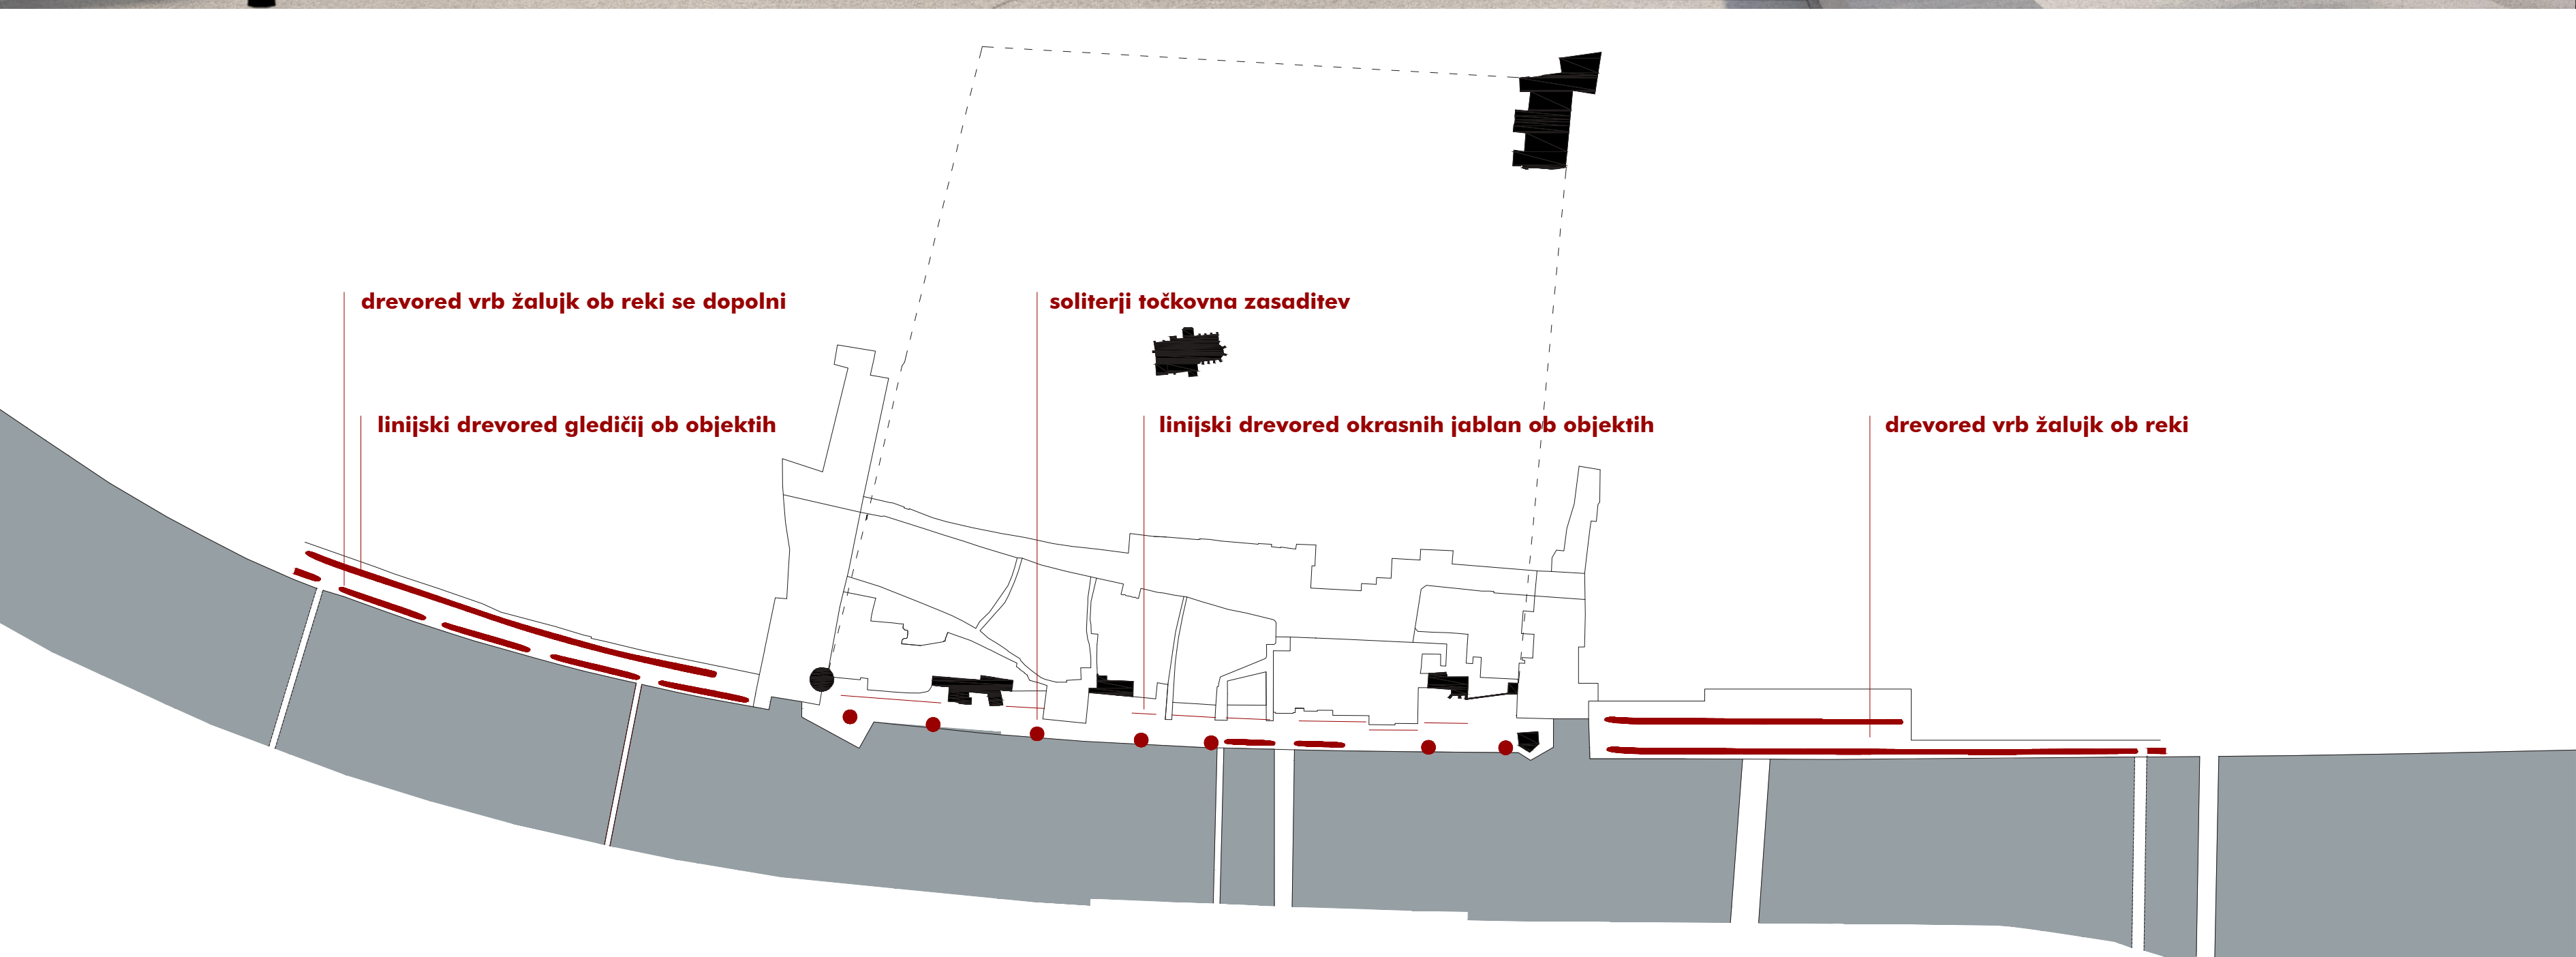 drevored vrb žalujk ob reki se dopolni
soliterji točkovna zasaditev
linijski drevored gledičij ob objektih
linijski drevored okrasnih jablan ob objektih
drevored vrb žalujk ob reki